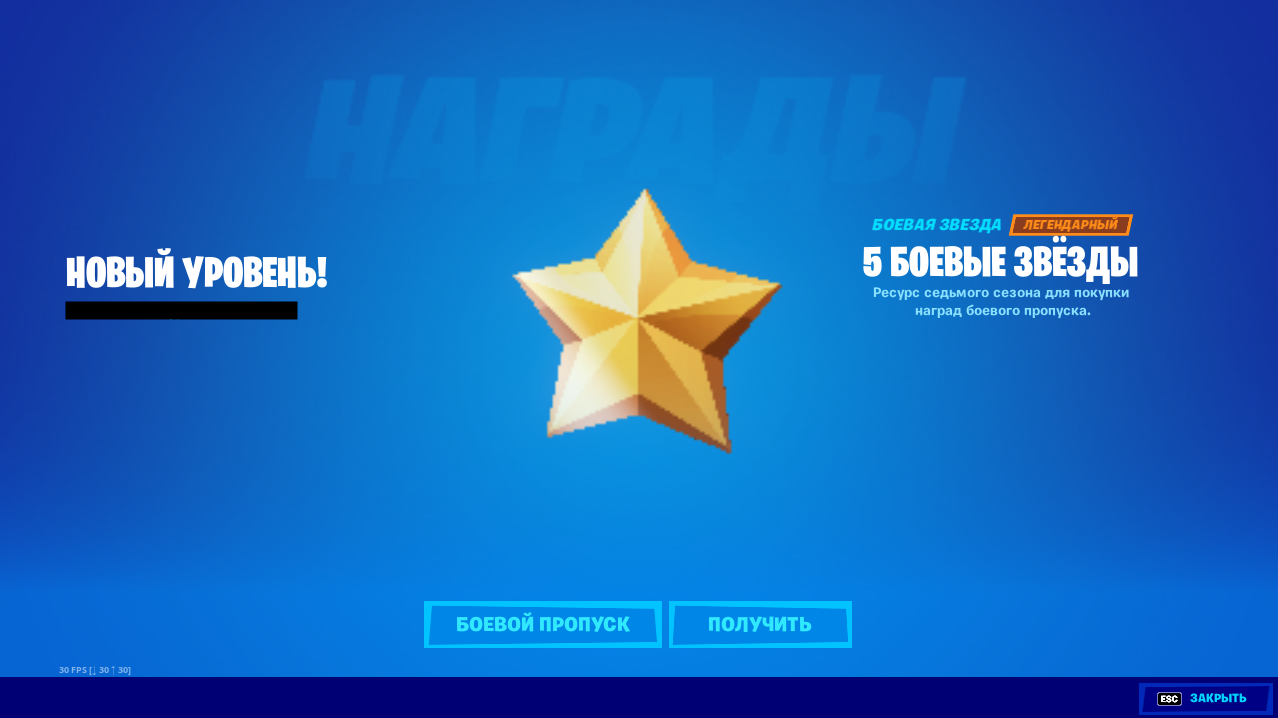 НАГРАДЫ
НОВЫЙ УРОВЕНЬ!
БОЕВАЯ ЗВЕЗДА ЛЕГЕНДАРНЫЙ
5 БОЕВЫЕ ЗВЁЗДЫ
Ресурс седьмого сезона для покупки
наград боевого пропуска.
БОЕВОЙ ПРОПУСК ПОЛУЧИТЬ
30 FPS [↓ 30 ↑ 30]
ESC ЗАКРЫТЬ